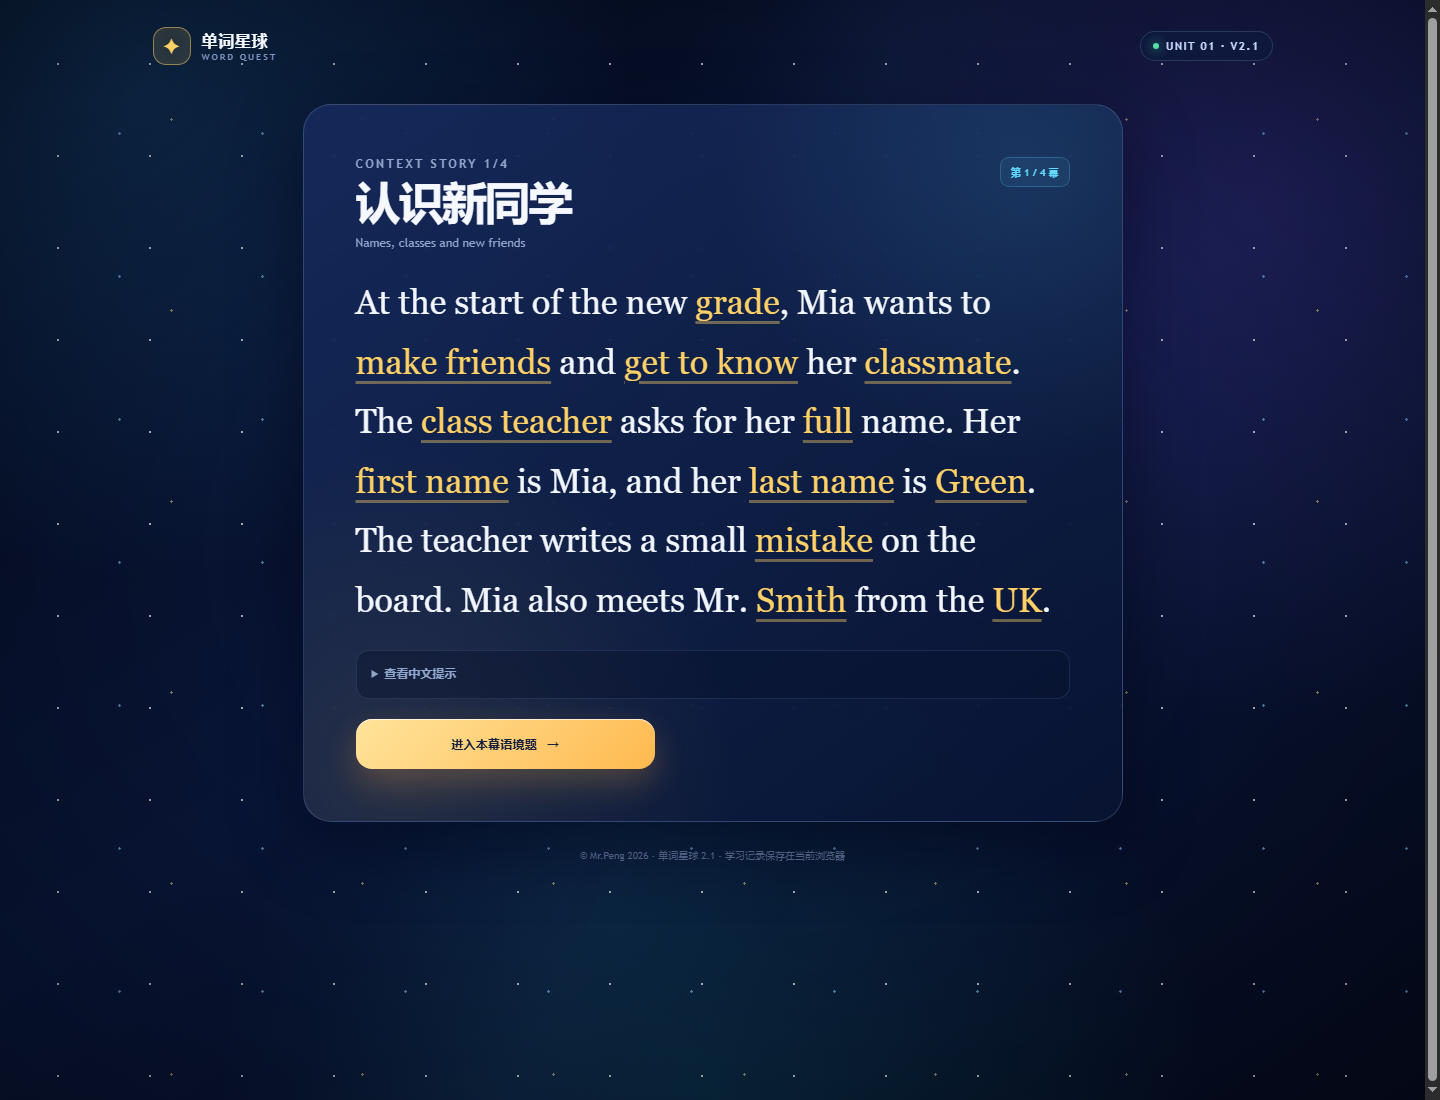 单词星球
WORD QUEST
UNIT 01 · V2.1
CONTEXT STORY 1/4
第 1 / 4 幕
认识新同学
Names, classes and new friends
At the start of the new grade, Mia wants to
make friends and get to know her classmate.
The class teacher asks for her full name. Her
first name is Mia, and her last name is Green.
The teacher writes a small mistake on the
board. Mia also meets Mr. Smith from the UK.
▶ 查看中文提示
进入本幕语境题 →
© Mr.Peng 2026 · 单词星球 2.1 · 学习记录保存在当前浏览器